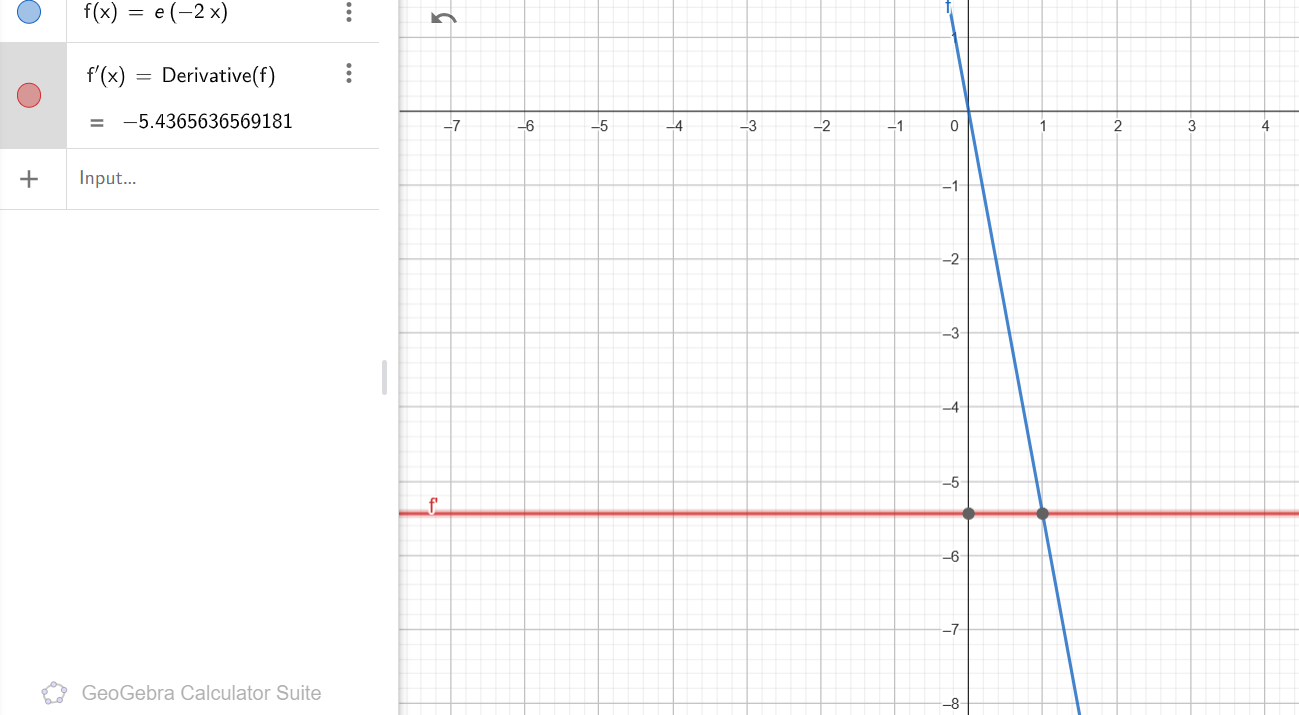 f(x) = e (−2 x)
f′(x) = Derivative(f)
= −5.4365636569181
+ Input...
GeoGebra Calculator Suite
f
1
−7 −6 −5 −4 −3 −2 −1 0 1 2 3 4
−1
−2
−3
−4
−5
f'
−6
−7
−8